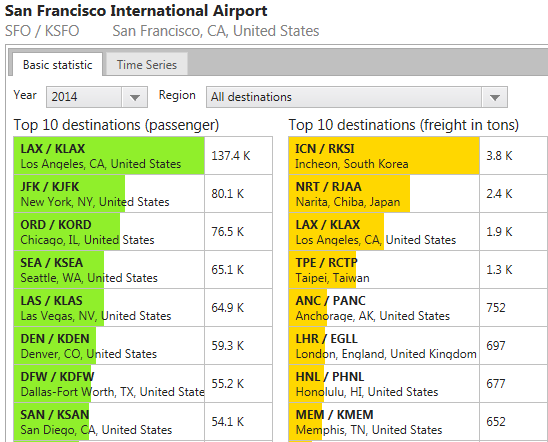 San Francisco International Airport
SFO / KSFO San Francisco, CA, United States
Basic statistic Time Series
Year 2014 Region All destinations
Top 10 destinations (passenger)
LAX / KLAX
Los Angeles, CA, United States
137.4 K
JFK / KJFK
New York, NY, United States
80.1 K
ORD / KORD
Chicago, IL, United States
76.5 K
SEA / KSEA
Seattle, WA, United States
65.1 K
LAS / KLAS
Las Vegas, NV, United States
64.9 K
DEN / KDEN
Denver, CO, United States
59.3 K
DFW / KDFW
Dallas-Fort Worth, TX, United State
55.2 K
SAN / KSAN
San Diego, CA, United States
54.1 K
Top 10 destinations (freight in tons)
ICN / RKSI
Incheon, South Korea
3.8 K
NRT / RJAA
Narita, Chiba, Japan
2.4 K
LAX / KLAX
Los Angeles, CA, United States
1.9 K
TPE / RCTP
Taipei, Taiwan
1.3 K
ANC / PANC
Anchorage, AK, United States
752
LHR / EGLL
London, England, United Kingdom
697
HNL / PHNL
Honolulu, HI, United States
677
MEM / KMEM
Memphis, TN, United States
652